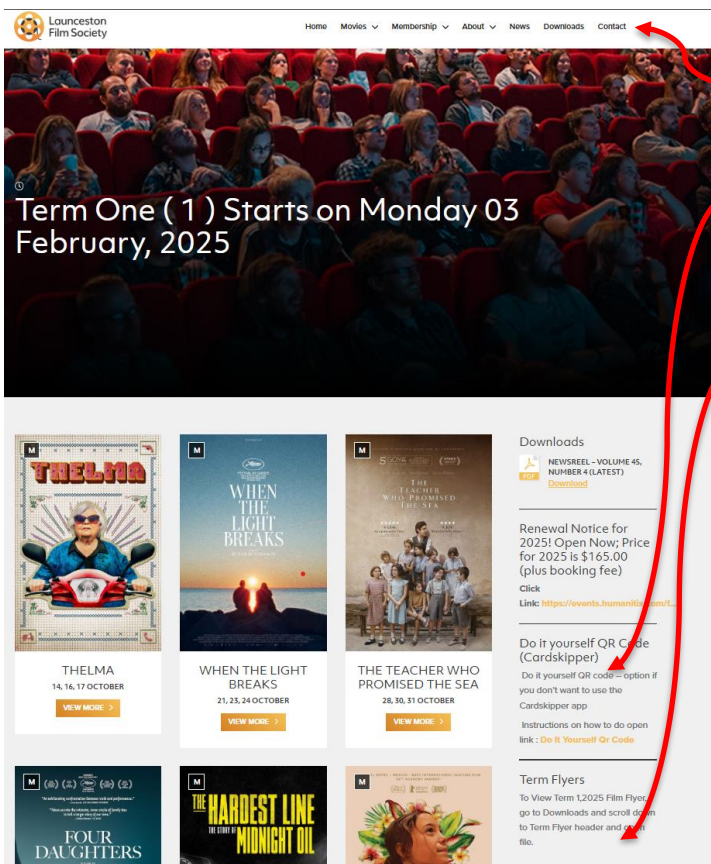 Launceston
Film Society
Home Movies Membership About News Downloads Contact
Term One ( 1 ) Starts on Monday 03
February, 2025
M
THELMA
THELMA
14, 16, 17 OCTOBER
VIEW MORE >
M
WHEN
THE
LIGHT
BREAKS
WHEN THE LIGHT
BREAKS
21, 23, 24 OCTOBER
VIEW MORE >
M
THE
TEACHER
WHO PROMISED
THE SEA
THE TEACHER WHO
PROMISED THE SEA
28, 30, 31 OCTOBER
VIEW MORE >
M
FOUR
DAUGHTERS
M
THE HARDEST LINE
THE STORY OF MIDNIGHT OIL
M
Downloads
PDF
NEWSREEL – VOLUME 45,
NUMBER 4 (LATEST)
Download
Renewal Notice for
2025! Open Now; Price
for 2025 is $165.00
(plus booking fee)
Click
Link: https://events.humanitix.com/f...
Do it yourself QR Code
(Cardskipper)
Do it yourself QR code – option if
you don't want to use the
Cardskipper app
Instructions on how to do open
link : Do It Yourself Qr Code
Term Flyers
To View Term 1,2025 Film Flyer,
go to Downloads and scroll down
to Term Flyer header and open
file.